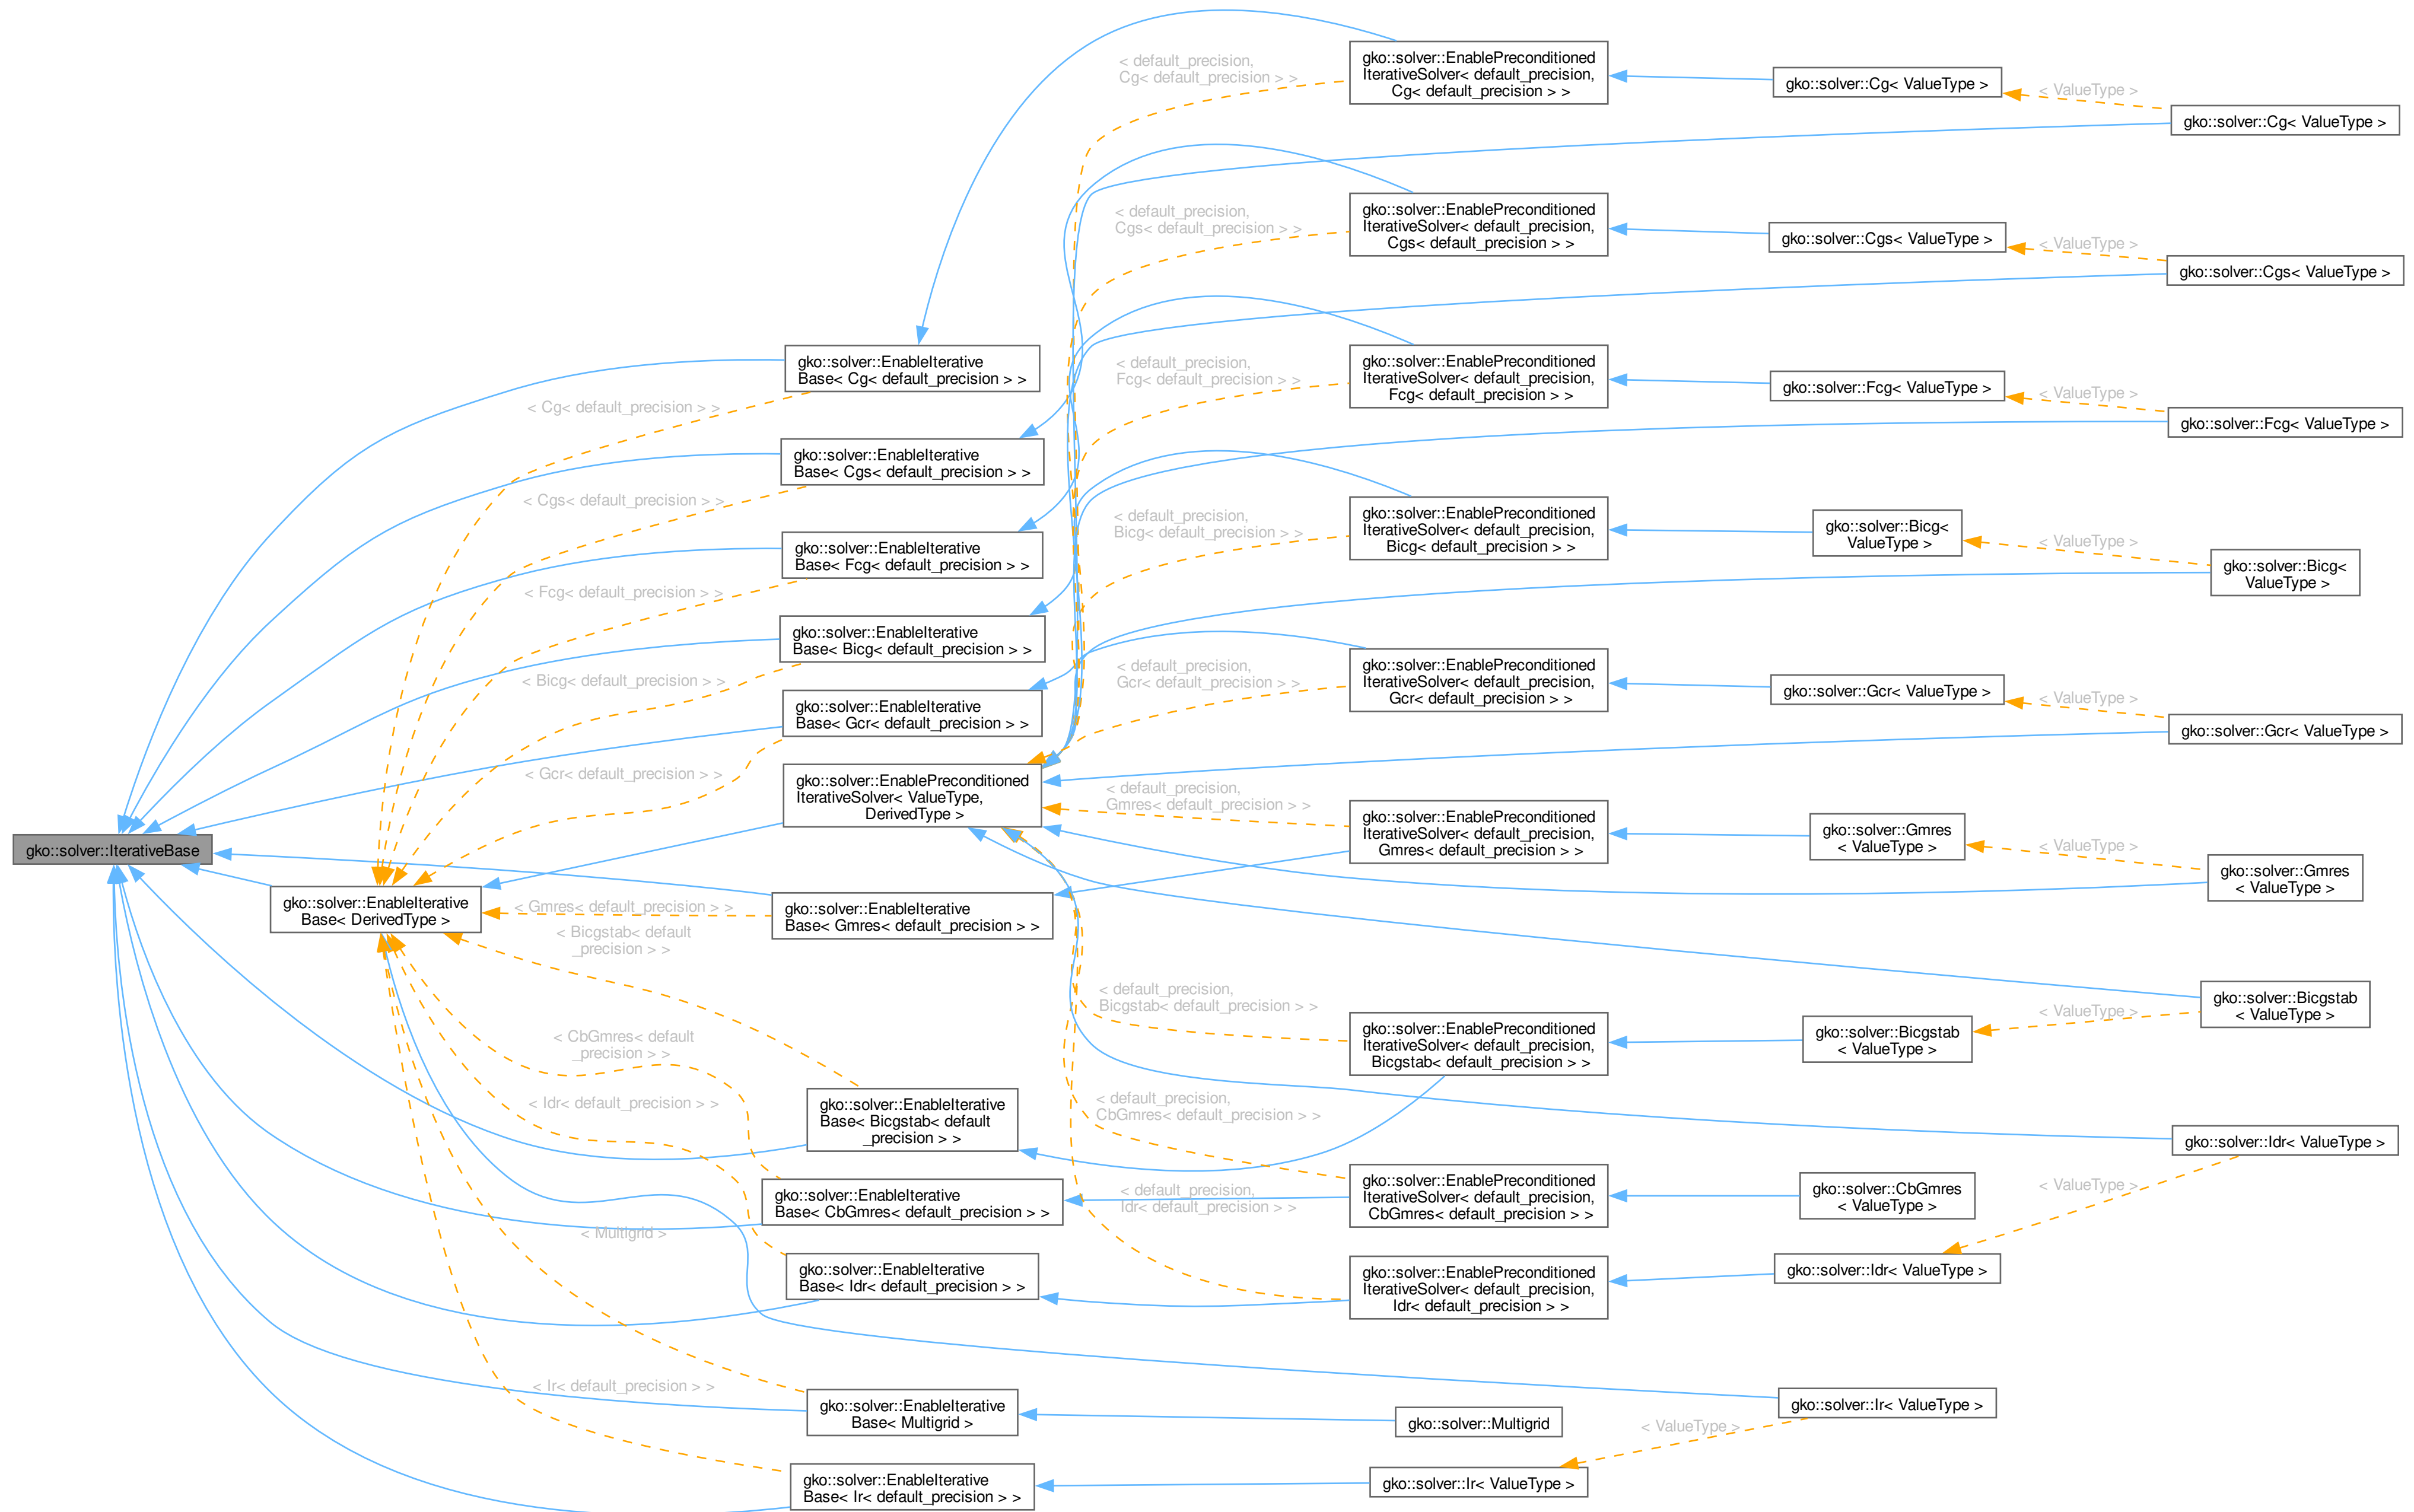 gko::solver::IterativeBase
gko::solver::EnableIterative
Base< DerivedType >
< Cg< default_precision > >
< Cgs< default_precision > >
< Fcg< default_precision > >
< Bicg< default_precision > >
< Gcr< default_precision > >
< Gmres< default_precision > >
< Bicgstab< default
_precision > >
< CbGmres< default
_precision > >
< Idr< default_precision > >
< Multigrid >
< Ir< default_precision > >
gko::solver::EnableIterative
Base< Cg< default_precision > >
gko::solver::EnableIterative
Base< Cgs< default_precision > >
gko::solver::EnableIterative
Base< Fcg< default_precision > >
gko::solver::EnableIterative
Base< Bicg< default_precision > >
gko::solver::EnableIterative
Base< Gcr< default_precision > >
gko::solver::EnablePreconditioned
IterativeSolver< ValueType,
DerivedType >
gko::solver::EnableIterative
Base< Gmres< default_precision > >
gko::solver::EnableIterative
Base< Bicgstab< default
_precision > >
gko::solver::EnableIterative
Base< CbGmres< default_precision > >
gko::solver::EnableIterative
Base< Idr< default_precision > >
gko::solver::EnableIterative
Base< Multigrid >
gko::solver::EnableIterative
Base< Ir< default_precision > >
< default_precision,
Cg< default_precision > >
< default_precision,
Cgs< default_precision > >
< default_precision,
Fcg< default_precision > >
< default_precision,
Bicg< default_precision > >
< default_precision,
Gcr< default_precision > >
< default_precision,
Gmres< default_precision > >
< default_precision,
Bicgstab< default_precision > >
< default_precision,
CbGmres< default_precision > >
< default_precision,
Idr< default_precision > >
gko::solver::EnablePreconditioned
IterativeSolver< default_precision,
Cg< default_precision > >
gko::solver::EnablePreconditioned
IterativeSolver< default_precision,
Cgs< default_precision > >
gko::solver::EnablePreconditioned
IterativeSolver< default_precision,
Fcg< default_precision > >
gko::solver::EnablePreconditioned
IterativeSolver< default_precision,
Bicg< default_precision > >
gko::solver::EnablePreconditioned
IterativeSolver< default_precision,
Gcr< default_precision > >
gko::solver::EnablePreconditioned
IterativeSolver< default_precision,
Gmres< default_precision > >
gko::solver::EnablePreconditioned
IterativeSolver< default_precision,
Bicgstab< default_precision > >
gko::solver::EnablePreconditioned
IterativeSolver< default_precision,
CbGmres< default_precision > >
gko::solver::EnablePreconditioned
IterativeSolver< default_precision,
Idr< default_precision > >
gko::solver::Multigrid
gko::solver::Ir< ValueType >
< ValueType >
gko::solver::Cg< ValueType >
gko::solver::Cgs< ValueType >
gko::solver::Fcg< ValueType >
gko::solver::Bicg<
ValueType >
gko::solver::Gcr< ValueType >
gko::solver::Gmres
< ValueType >
gko::solver::Bicgstab
< ValueType >
gko::solver::CbGmres
< ValueType >
gko::solver::Idr< ValueType >
gko::solver::Ir< ValueType >
< ValueType >
< ValueType >
< ValueType >
< ValueType >
< ValueType >
< ValueType >
< ValueType >
< ValueType >
gko::solver::Cg< ValueType >
gko::solver::Cgs< ValueType >
gko::solver::Fcg< ValueType >
gko::solver::Bicg<
ValueType >
gko::solver::Gcr< ValueType >
gko::solver::Gmres
< ValueType >
gko::solver::Bicgstab
< ValueType >
gko::solver::Idr< ValueType >